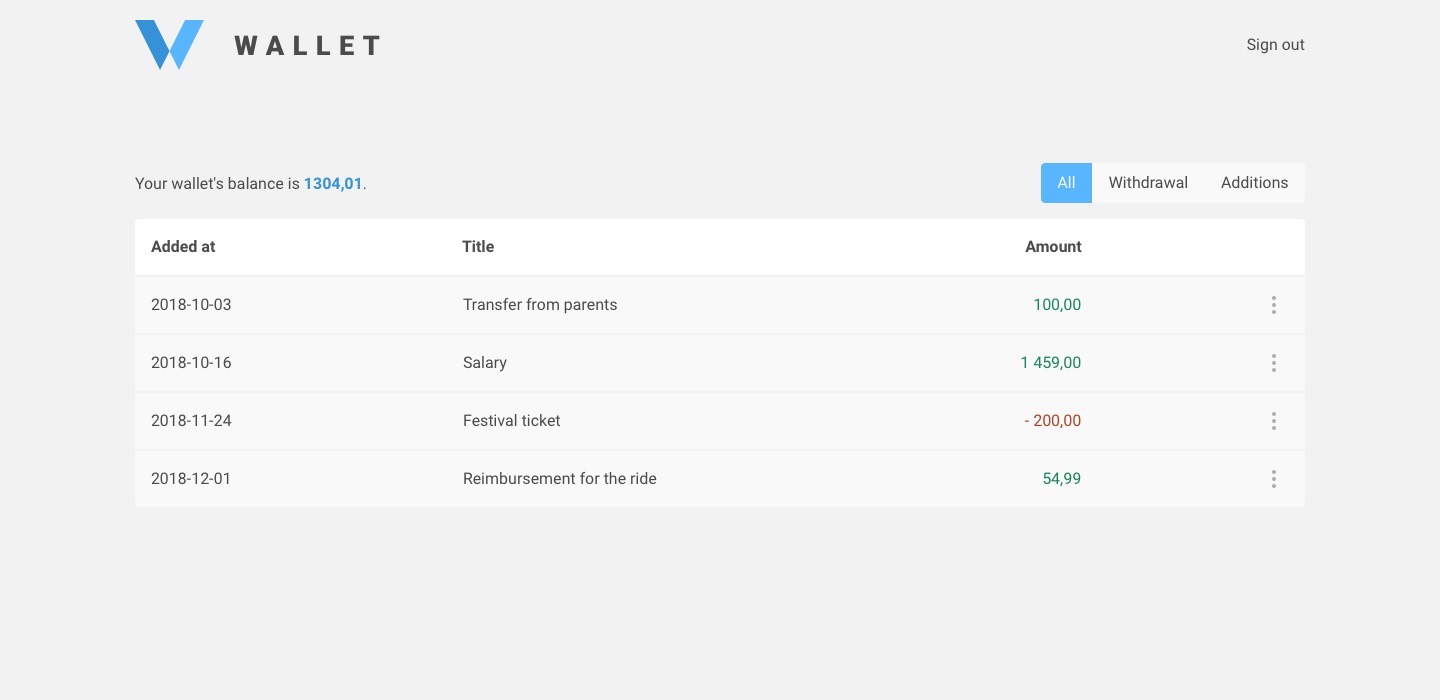 WALLET
Sign out
Your wallet's balance is 1304,01.
All Withdrawal Additions
Added at Title Amount
2018-10-03 Transfer from parents 100,00
2018-10-16 Salary 1 459,00
2018-11-24 Festival ticket - 200,00
2018-12-01 Reimbursement for the ride 54,99